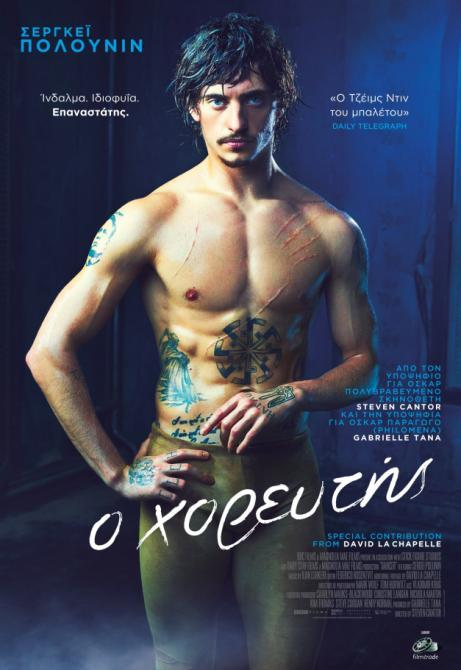 ΣΕΡΓΚΕΪ
ΠΟΛΟΥΝΙΝ
Ίνδαλμα. Ιδιοφυΐα.
Επαναστάτης.
«Ο Τζέιμς Ντιν
του μπαλέτου»
DAILY TELEGRAPH
ΑΠΟ ΤΟΝ
ΥΠΟΨΗΦΙΟ
ΓΙΑ ΟΣΚΑΡ
ΠΟΛΥΒΡΑΒΕΥΜΕΝΟ
ΣΚΗΝΟΘΕΤΗ
STEVEN CANTOR
ΚΑΙ ΤΗΝ ΥΠΟΨΗΦΙΑ
ΓΙΑ ΟΣΚΑΡ ΠΑΡΑΓΩΓΟ
(PHILOMENA)
GABRIELLE TANA
Ο χορευτής
SPECIAL CONTRIBUTION
FROM DAVID LA CHAPELLE
filmtrade